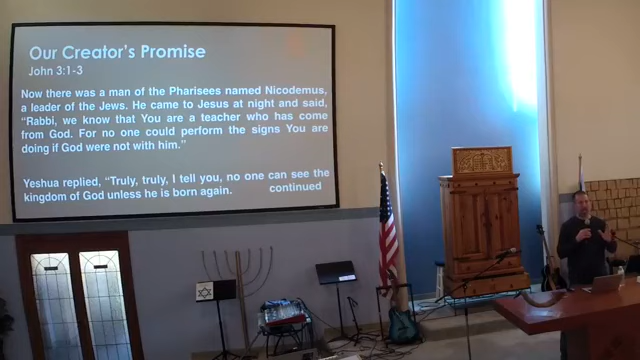 Our Creator's Promise
John 3:1-3
Now there was a man of the Pharisees named Nicodemus,
a leader of the Jews. He came to Jesus at night and said,
“Rabbi, we know that You are a teacher who has come
from God. For no one could perform the signs You are
doing if God were not with him.”
Yeshua replied, “Truly, truly, I tell you, no one can see the
kingdom of God unless he is born again.
continued